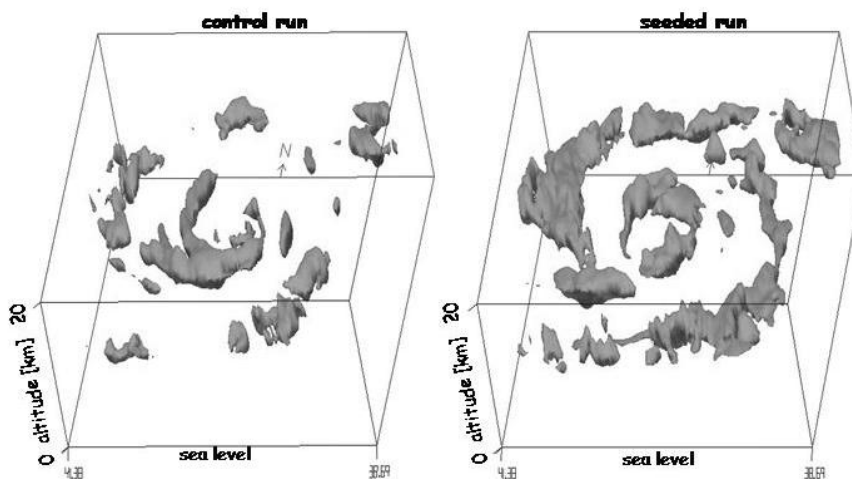 control run
seeded run
N
20
altitude [km]
0
sea level
20
altitude [km]
0
sea level